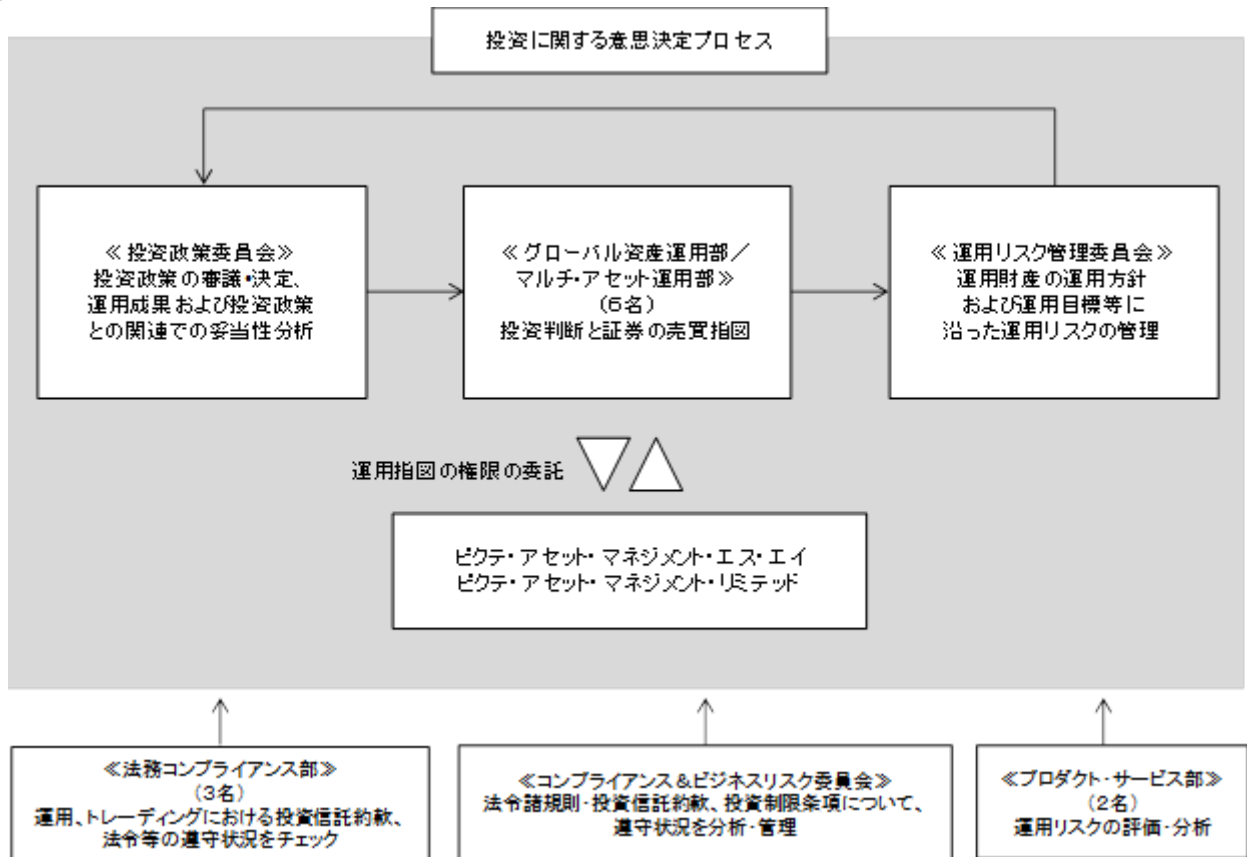 投資に関する意思決定プロセス
≪投資政策委員会≫
投資政策の審議・決定、
運用成果および投資政策
との関連での妥当性分析
≪グローバル資産運用部／
マルチ・アセット運用部≫
(6名)
投資判断と証券の売買指図
≪運用リスク管理委員会≫
運用財産の運用方針
および運用目標等に
沿った運用リスクの管理
運用指図の権限の委託
ピクテ・アセット・マネジメント・エス・エイ
ピクテ・アセット・マネジメント・リミテッド
≪法務コンプライアンス部≫
(3名)
運用、トレーディングにおける投資信託約款、
法令等の遵守状況をチェック
≪コンプライアンス＆ビジネスリスク委員会≫
法令諸規則・投資信託約款、投資制限条項について、
遵守状況を分析・管理
≪プロダクト・サービス部≫
(2名)
運用リスクの評価・分析